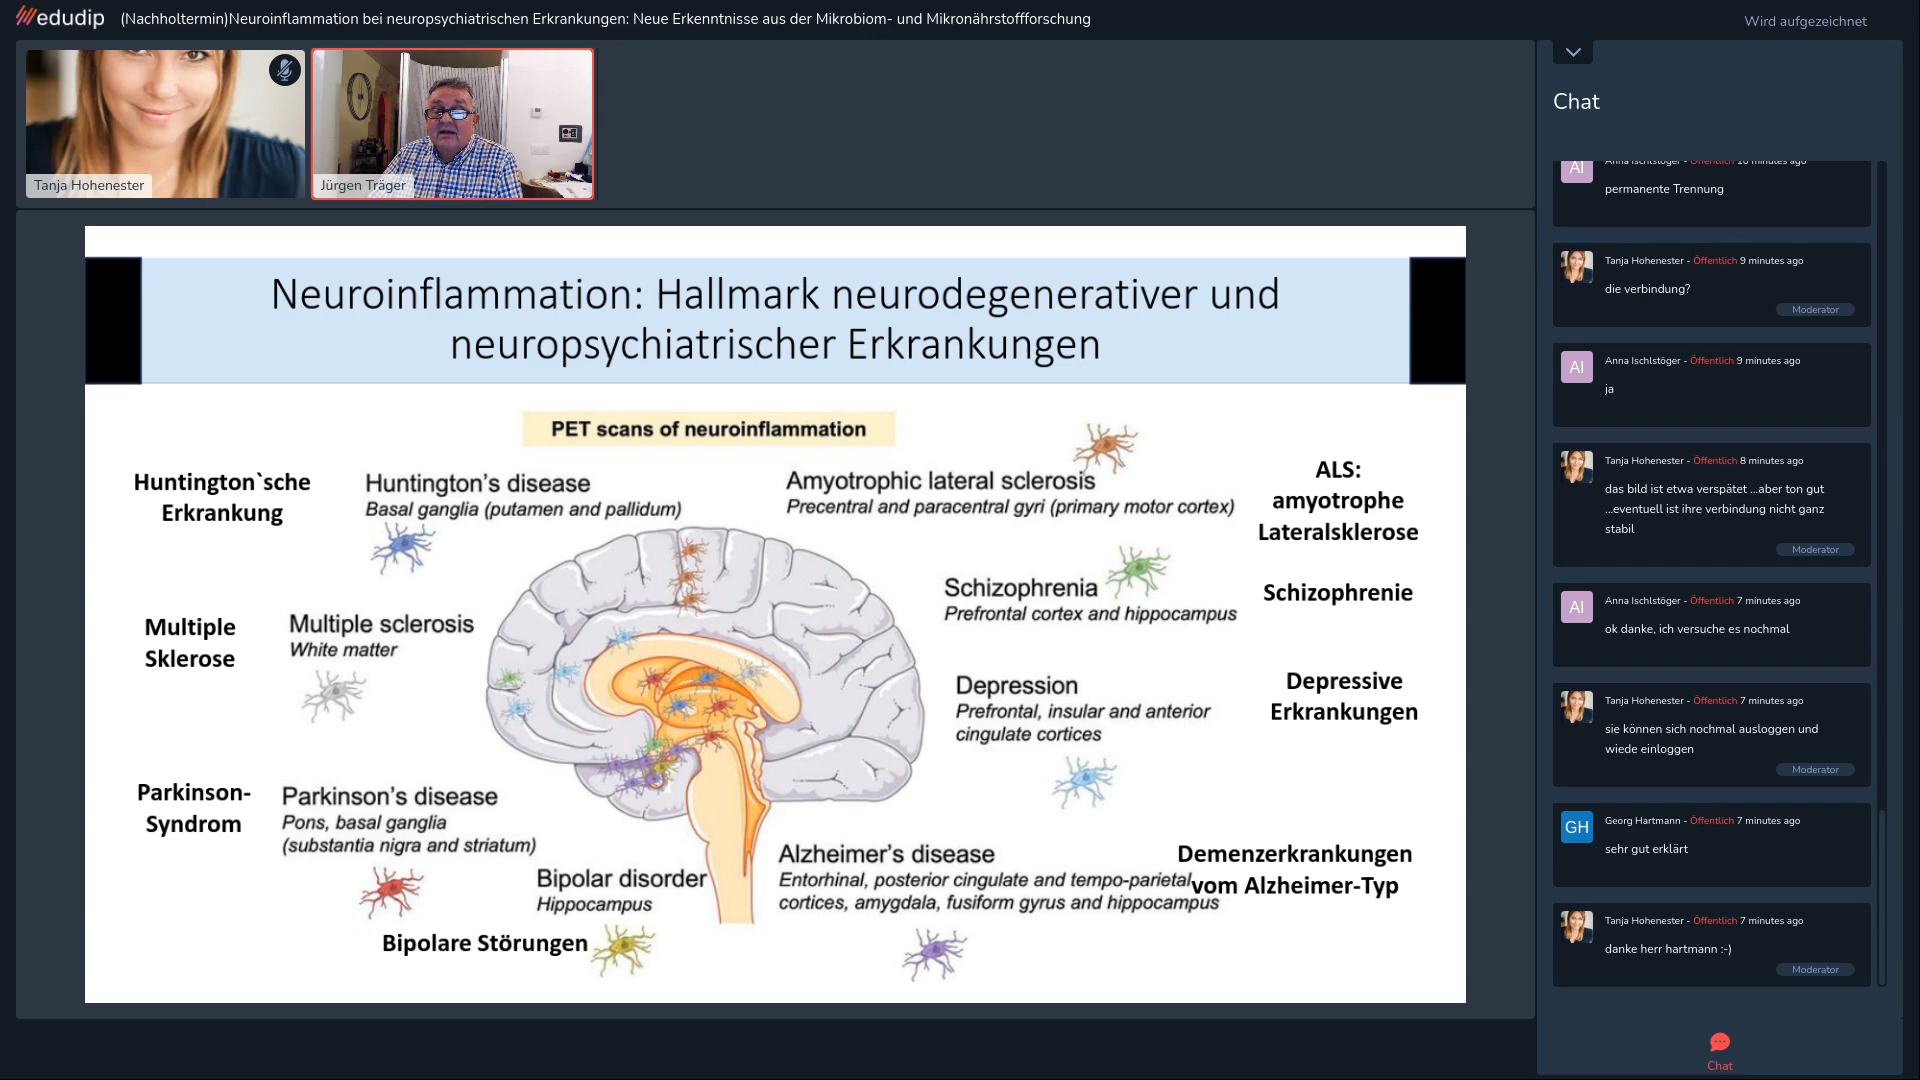 edudip
(Nachholtermin)Neuroinflammation bei neuropsychiatrischen Erkrankungen: Neue Erkenntnisse aus der Mikrobiom- und Mikronährstoffforschung
Wird aufgezeichnet
Tanja Hohenester
Jürgen Träger
Neuroinflammation: Hallmark neurodegenerativer und
neuropsychiatrischer Erkrankungen
PET scans of neuroinflammation
Huntington`sche
Erkrankung
Huntington's disease
Basal ganglia (putamen and pallidum)
Amyotrophic lateral sclerosis
Precentral and paracentral gyri (primary motor cortex)
ALS:
amyotrophe
Lateralsklerose
Schizophrenia
Prefrontal cortex and hippocampus
Schizophrenie
Multiple
Sklerose
Multiple sclerosis
White matter
Depression
Prefrontal, insular and anterior
cingulate cortices
Depressive
Erkrankungen
Parkinson-
Syndrom
Parkinson's disease
Pons, basal ganglia
(substantia nigra and striatum)
Bipolar disorder
Hippocampus
Bipolare Störungen
Alzheimer's disease
Entorhinal, posterior cingulate and tempo-parietal
cortices, amygdala, fusiform gyrus and hippocampus
Demenzerkrankungen
vom Alzheimer-Typ
Chat
AI
Anna Ischlstöger - Öffentlich 10 minutes ago
permanente Trennung
Tanja Hohenester - Öffentlich 9 minutes ago
die verbindung?
Moderator
AI
Anna Ischlstöger - Öffentlich 9 minutes ago
ja
Tanja Hohenester - Öffentlich 8 minutes ago
das bild ist etwa verspätet ...aber ton gut
...eventuell ist ihre verbindung nicht ganz
stabil
Moderator
AI
Anna Ischlstöger - Öffentlich 7 minutes ago
ok danke, ich versuche es nochmal
Tanja Hohenester - Öffentlich 7 minutes ago
sie können sich nochmal ausloggen und
wiede einloggen
Moderator
GH
Georg Hartmann - Öffentlich 7 minutes ago
sehr gut erklärt
Tanja Hohenester - Öffentlich 7 minutes ago
danke herr hartmann :-)
Moderator
Chat